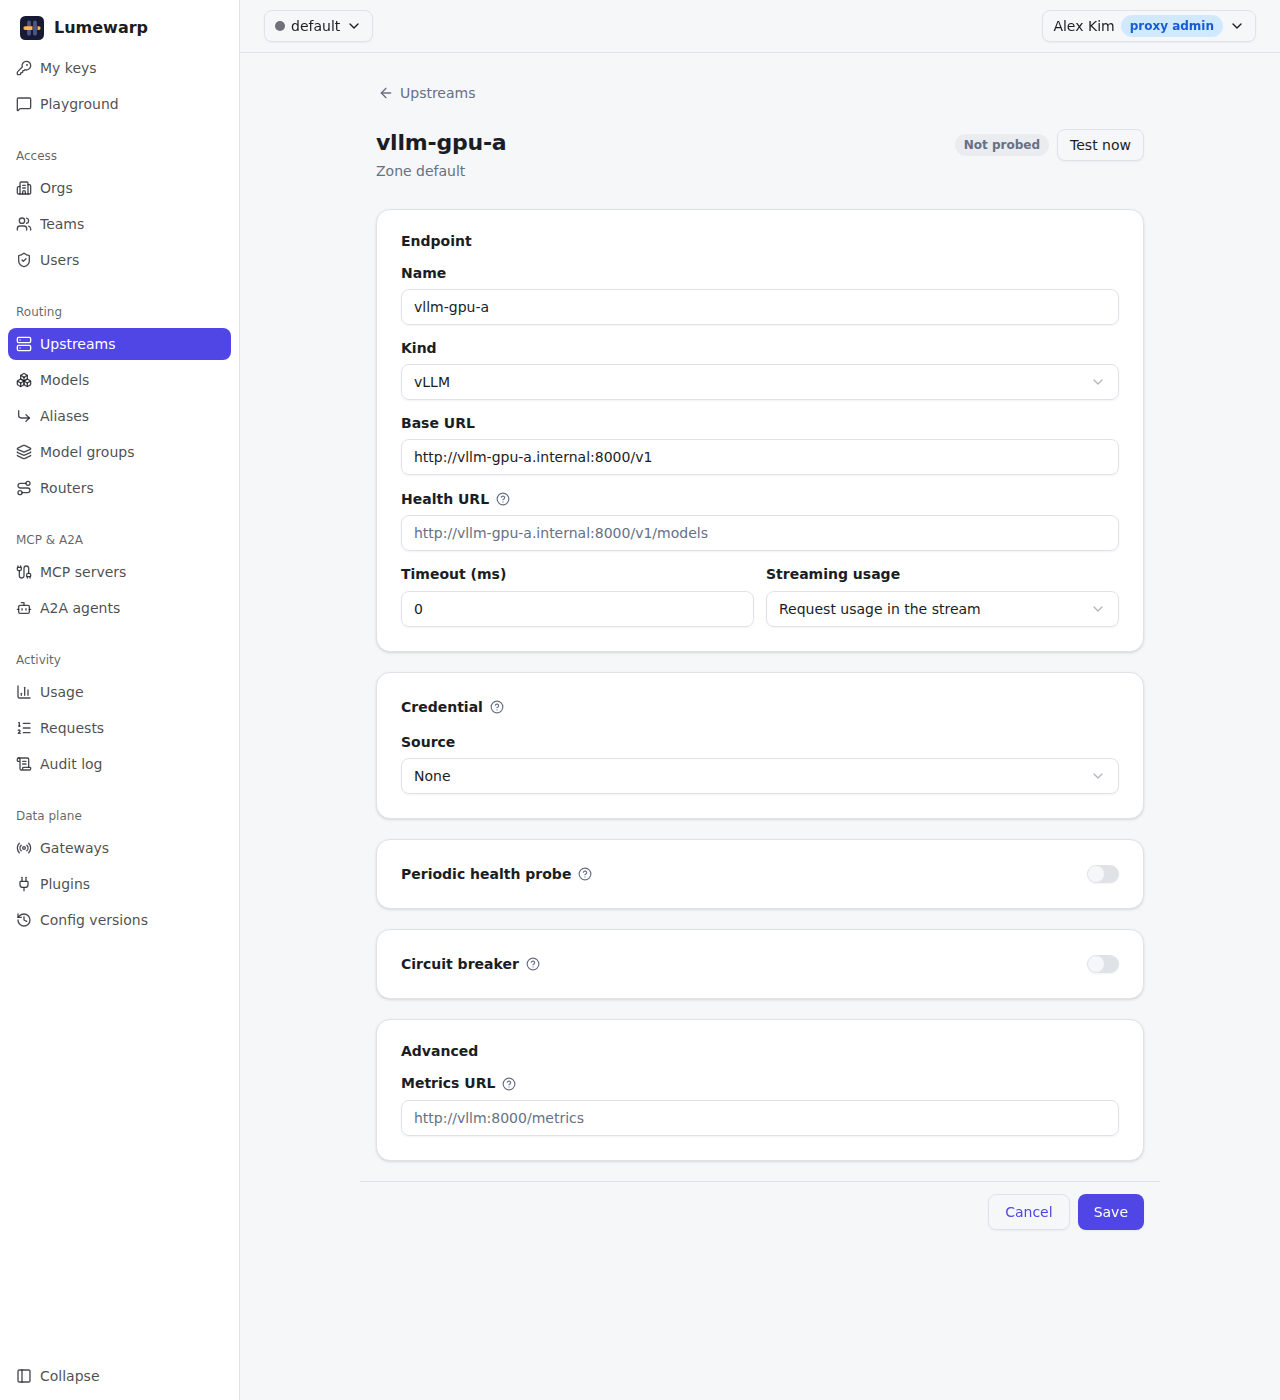 Lumewarp
My keys
Playground
Access
Orgs
Teams
Users
Routing
Upstreams
Models
Aliases
Model groups
Routers
MCP & A2A
MCP servers
A2A agents
Activity
Usage
Requests
Audit log
Data plane
Gateways
Plugins
Config versions
Collapse
default
Alex Kim proxy admin
Upstreams
vllm-gpu-a
Not probed Test now
Zone default
Endpoint
Name
vllm-gpu-a
Kind
vLLM
Base URL
http://vllm-gpu-a.internal:8000/v1
Health URL
http://vllm-gpu-a.internal:8000/v1/models
Timeout (ms) Streaming usage
0 Request usage in the stream
Credential
Source
None
Periodic health probe
Circuit breaker
Advanced
Metrics URL
http://vllm:8000/metrics
Cancel Save